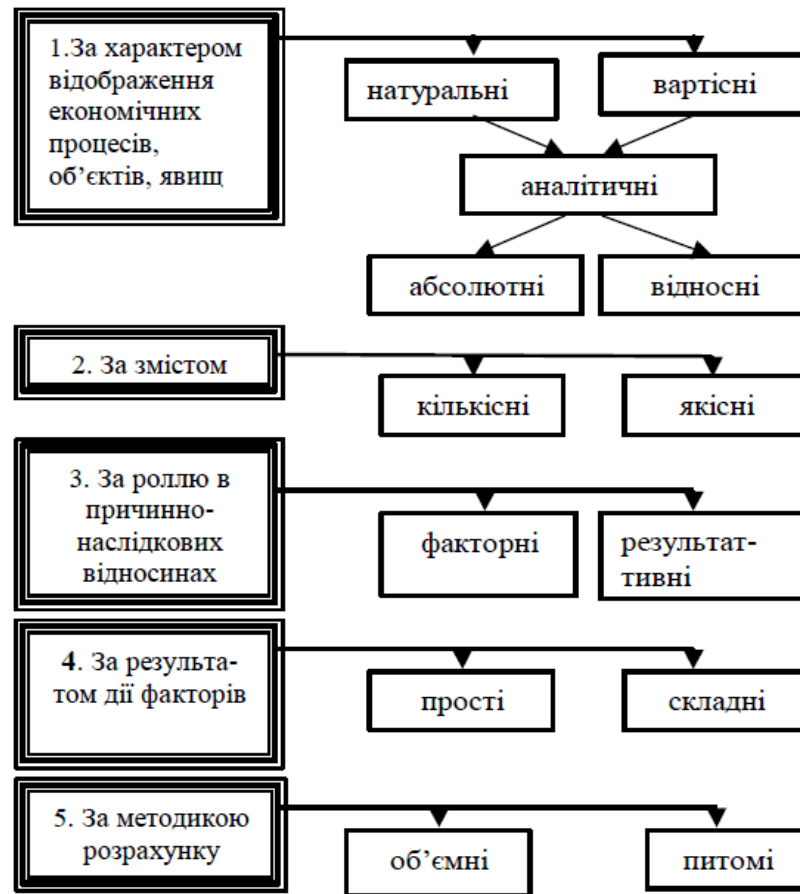 1.За характером
відображення
економічних
процесів,
об’єктів, явищ
натуральні
вартісні
аналітичні
абсолютні
відносні
2. За змістом
кількісні
якісні
3. За роллю в
причинно-
наслідкових
відносинах
факторні
результат-
тивні
4. За результа-
том дії факторів
прості
складні
5. За методикою
розрахунку
об’ємні
питомі